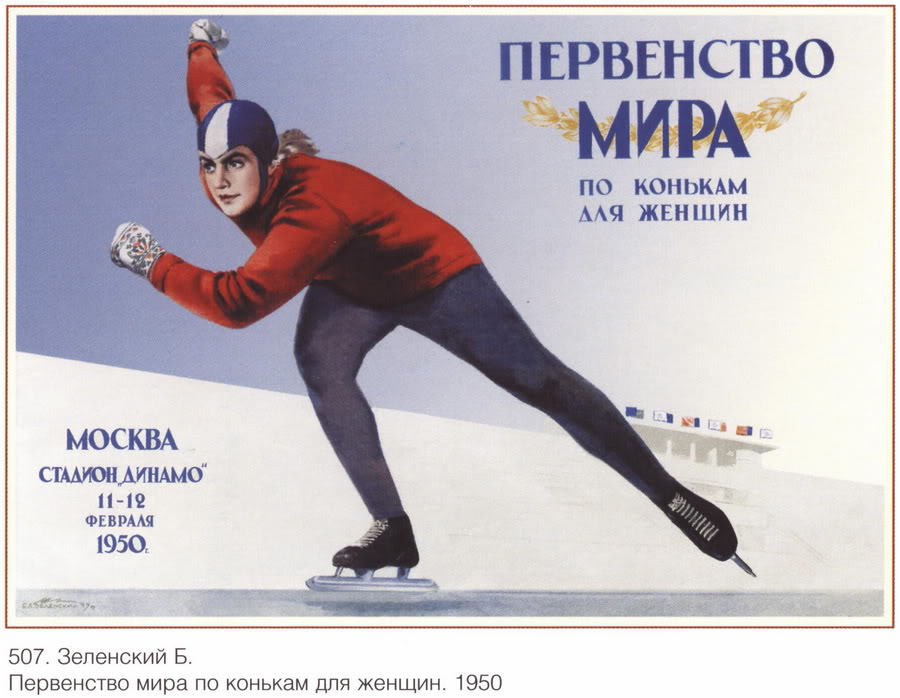 ПЕРВЕНСТВО
МИРА
ПО КОНЬКАМ
ДЛЯ ЖЕНЩИН
МОСКВА
СТАДИОН „ДИНАМО“
11-12
ФЕВРАЛЯ
1950г.
507. Зеленский Б.
Первенство мира по конькам для женщин. 1950